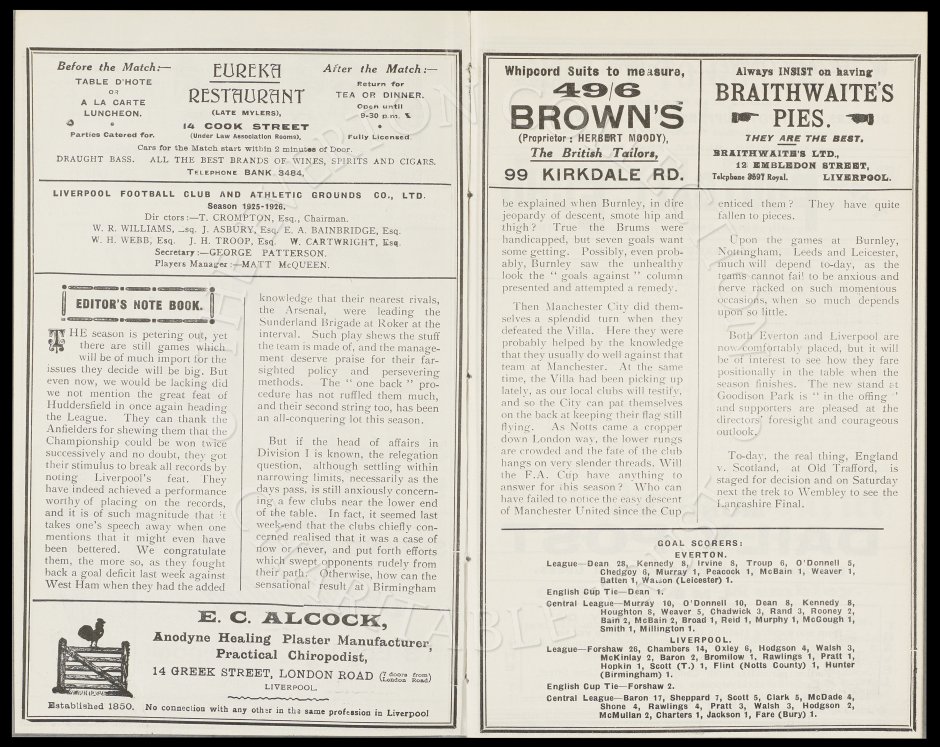 Before the Match:—
TABLE D'HOTE
OR
A LA CARTE
LUNCHEON.
Parties Catered for.
EUREKA
RESTAURANT
(LATE MYLERS),
14 COOK STREET
(Under Law Association Rooms),
After the Match:—
Return for
TEA OR DINNER.
Open until
9-30 p.m.
Fully Licensed
Cars for the Match start within 2 minutes of Door.
DRAUGHT BASS. ALL THE BEST BRANDS OF WINES, SPIRITS AND CIGARS.
TELEPHONE BANK 3484,
LIVERPOOL FOOTBALL CLUB AND ATHLETIC GROUNDS CO., LTD.
Season 1925-1926.
Dir ctors:—T. CROMPTON, Esq., Chairman.
W. R. WILLIAMS, sq. J. ASBURY, Esq. E. A. BAINBRIDGE, Esq.
W. H. WEBB, Esq. J. H. TROOP, Esq. W. CARTWRIGHT, Esq.
Secretary:—GEORGE PATTERSON.
Players Manager:—MATT McQUEEN.
EDITOR'S NOTE BOOK.
THE season is petering out, yet
there are still games which
will be of much import for the
issues they decide will be big. But
even now, we would be lacking did
we not mention the great feat of
Huddersfield in once again heading
the League. They can thank the
Anfielders for shewing them that the
Championship could be won twice
successively and no doubt, they got
their stimulus to break all records by
noting Liverpool's feat. They
have indeed achieved a performance
worthy of placing on the records,
and it is of such magnitude that it
takes one's speech away when one
mentions that it might even have
been bettered. We congratulate
them, the more so, as they fought
back a goal deficit last week against
West Ham when they had the added
knowledge that their nearest rivals,
the Arsenal, were leading the
Sunderland Brigade at Roker at the
interval. Such play shews the stuff
the team is made of, and the manage-
ment deserve praise for their far-
sighted policy and persevering
methods. The " one back " pro-
cedure has not ruffled them much,
and their second string too, has been
an all-conquering lot this season.
But if the head of affairs in
Division I is known, the relegation
question, although settling within
narrowing limits, necessarily as the
days pass, is still anxiously concern-
ing a few clubs near the lower end
of the table. In fact, it seemed last
week-end that the clubs chiefly con-
cerned realised that it was a case of
now or never, and put forth efforts
which swept opponents rudely from
their path. Otherwise, how can the
sensational result at Birmingham
E. C. ALCOCK,
Anodyne Healing Plaster Manufacturer,
Practical Chiropodist,
14 GREEK STREET, LONDON ROAD (7 doors from London Road)
LIVERPOOL.
Established 1850. No connection with any other in the same profession in Liverpool
Whipcord Suits to measure,
49/6
BROWN'S
(Proprietor: HERBERT MOODY),
The British Tailors,
99 KIRKDALE RD.
Always INSIST on having
BRAITHWAITE'S
PIES.
THEY ARE THE BEST.
BRAITHWAITE'S LTD.,
12 EMBLEDON STREET,
Telephone 3597 Royal. LIVERPOOL.
be explained when Burnley, in dire
jeopardy of descent, smote hip and
thigh? True the Brums were
handicapped, but seven goals want
some getting. Possibly, even prob-
ably, Burnley saw the unhealthy
look the " goals against " column
presented and attempted a remedy.
Then Manchester City did them-
selves a splendid turn when they
defeated the Villa. Here they were
probably helped by the knowledge
that they usually do well against that
team at Manchester. At the same
time, the Villa had been picking up
lately, as our local clubs will testify,
and so the City can pat themselves
on the back at keeping their flag still
flying. As Notts came a cropper
down London way, the lower rungs
are crowded and the fate of the club
hangs on very slender threads. Will
the F.A. Cup have anything to
answer for this season? Who can
have failed to notice the easy descent
of Manchester United since the Cup
enticed them? They have quite
fallen to pieces.
Upon the games at Burnley,
Nottingham, Leeds and Leicester,
much will depend to-day, as the
teams cannot fail to be anxious and
nerve racked on such momentous
occasions, when so much depends
upon so little.
Both Everton and Liverpool are
now comfortably placed, but it will
be of interest to see how they fare
positionally in the table when the
season finishes. The new stand at
Goodison Park is " in the offing "
and supporters are pleased at the
directors' foresight and courageous
outlook.
To-day, the real thing, England
v. Scotland, at Old Trafford, is
staged for decision and on Saturday
next the trek to Wembley to see the
Lancashire Final.
GOAL SCORERS:
EVERTON.
League—Dean 28, Kennedy 8, Irvine 8, Troup 6, O'Donnell 5,
Chedgoy 6, Murray 1, Peacock 1, McBain 1, Weaver 1,
Batten 1, Watson (Leicester) 1.
English Cup Tie—Dean 1.
Central League—Murray 10, O'Donnell 10, Dean 8, Kennedy 8,
Houghton 8, Weaver 5, Chadwick 3, Rand 3, Rooney 2,
Bain 2, McBain 2, Broad 1, Reid 1, Murphy 1, McGough 1,
Smith 1, Millington 1.
LIVERPOOL.
League—Forshaw 26, Chambers 14, Oxley 6, Hodgson 4, Walsh 3,
McKinlay 2, Baron 2, Bromilow 1, Rawlings 1, Pratt 1,
Hopkin 1, Scott (T.) 1, Flint (Notts County) 1, Hunter
(Birmingham) 1.
English Cup Tie—Forshaw 2.
Central League—Baron 17, Sheppard 7, Scott 5, Clark 5, McDade 4,
Shone 4, Rawlings 4, Pratt 3, Walsh 3, Hodgson 2,
McMullan 2, Charters 1, Jackson 1, Fare (Bury) 1.